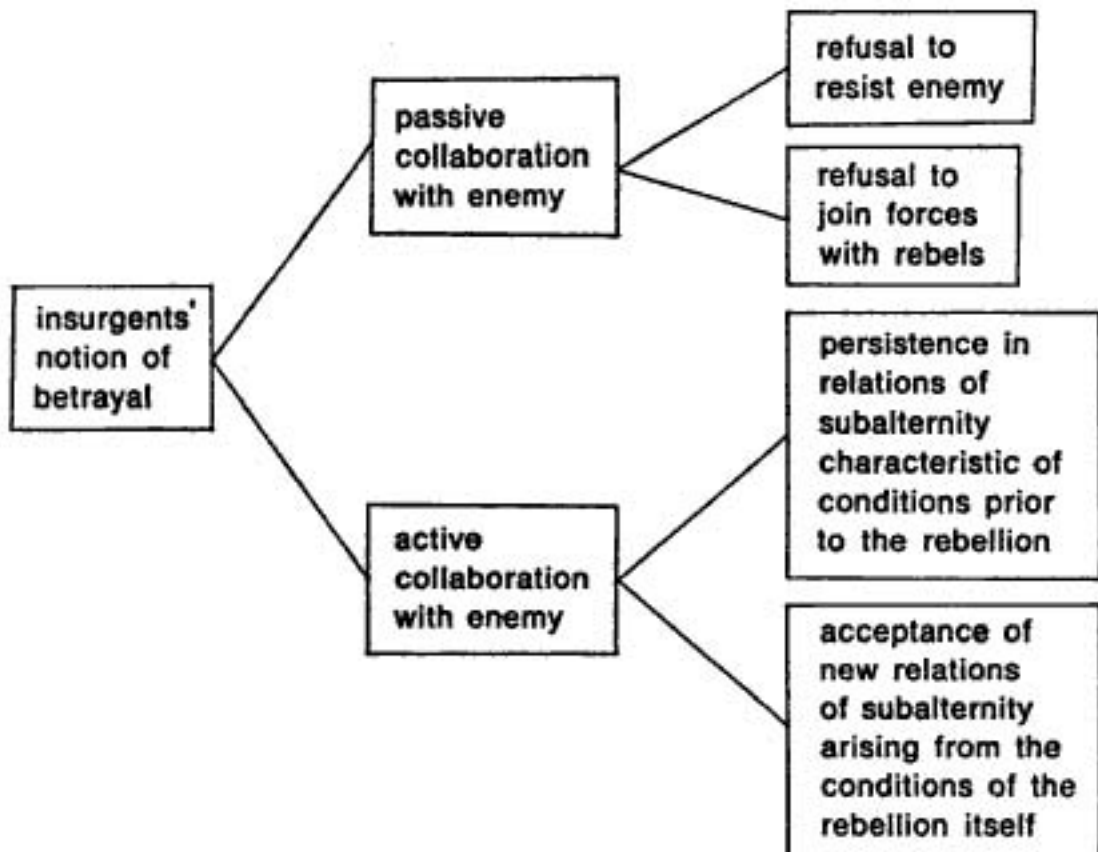 insurgents'
notion of
betrayal
passive
collaboration
with enemy
refusal to
resist enemy
refusal to
join forces
with rebels
active
collaboration
with enemy
persistence in
relations of
subalternity
characteristic of
conditions prior
to the rebellion
acceptance of
new relations
of subalternity
arising from the
conditions of the
rebellion itself